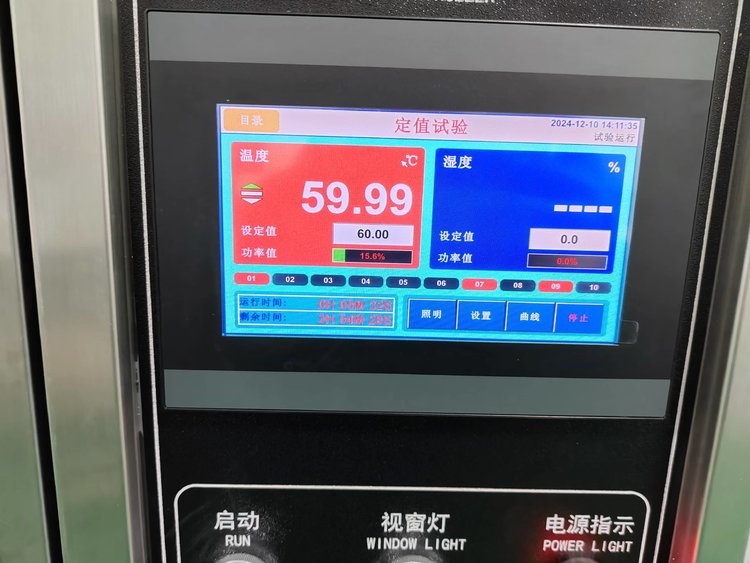 目录
定值试验
2024-12-10 14:11:35
试验运行
温度
℃
59.99
设定值
60.00
功率值
15.6%
湿度
%
----
设定值
0.0
功率值
0.0%
01 02 03 04 05 06 07 08 09 10
运行时间:
剩余时间:
照明
设置
曲线
停止
启动
RUN
视窗灯
WINDOW LIGHT
电源指示
POWER LIGHT